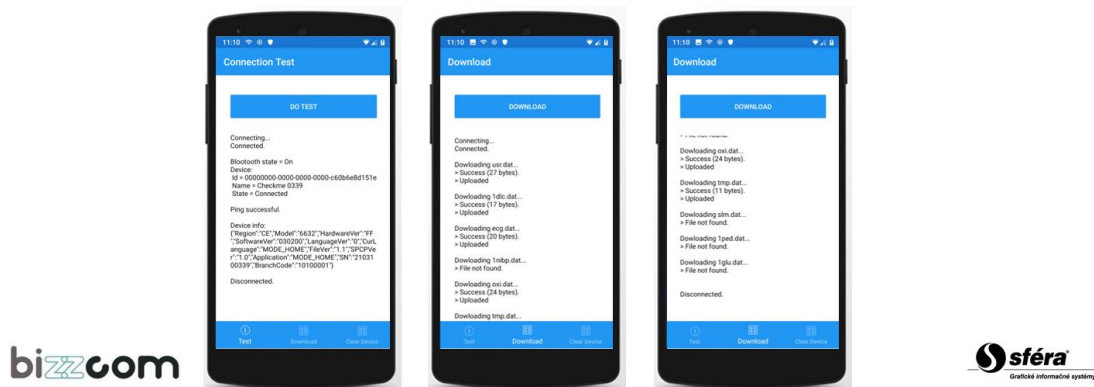 11:10
Connection Test
DO TEST
Connecting...
Connected.
Blootooth state = On
Device:
Id = 00000000-0000-0000-0000-c60b6e8d151e
Name = Checkme 0339
State = Connected
Ping successful.
Device info:
{"Region":"CE","Model":"6632","HardwareVer":"FF
","SoftwareVer":"030200","LanguageVer":"0","CurL
anguage":"MODE_HOME","FileVer":"1.1","SPCPVe
r":"1.0","Application":"MODE_HOME","SN":"21031
00339","BranchCode":"10100001"}
Disconnected.
Test
Download
Clear Device
11:10
Download
DOWNLOAD
Connecting...
Connected.
Dowloading usr.dat...
> Success (27 bytes).
> Uploaded
Dowloading 1dlc.dat...
> Success (17 bytes).
> Uploaded
Dowloading ecg.dat...
> Success (20 bytes).
> Uploaded
Dowloading 1nibp.dat...
> File not found.
Dowloading oxi.dat...
> Success (24 bytes).
> Uploaded
Dowloading tmp.dat...
Test
Download
Clear Device
11:10
Download
DOWNLOAD
> File not found.
Dowloading oxi.dat...
> Success (24 bytes).
> Uploaded
Dowloading tmp.dat...
> Success (11 bytes).
> Uploaded
Dowloading slm.dat...
> File not found.
Dowloading 1ped.dat...
> File not found.
Dowloading 1glu.dat...
> File not found.
Disconnected.
Test
Download
Clear Device
bizzcom
sféra
Grafické informačné systémy